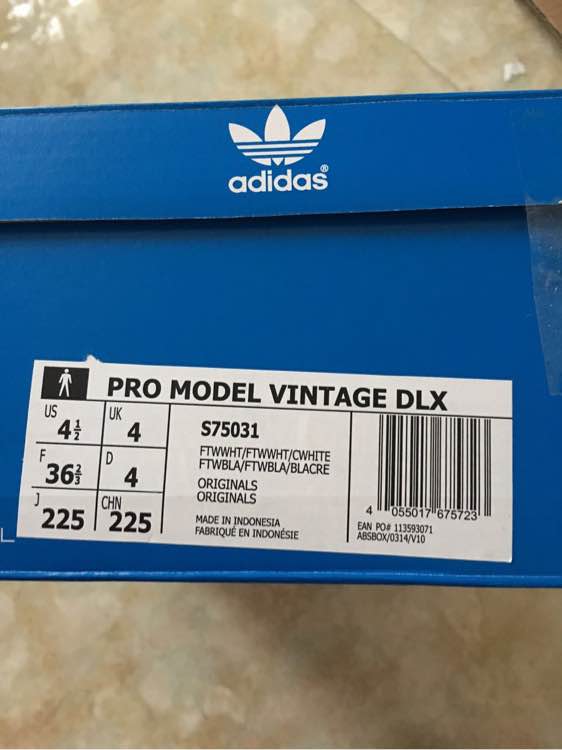 adidas®
PRO MODEL VINTAGE DLX
US
4½
UK
4
F
36⅔
D
4
J
225
CHN
225
S75031
FTWWHT/FTWWHT/CWHITE
FTWBLA/FTWBLA/BLACRE
ORIGINALS
ORIGINALS
MADE IN INDONESIA
FABRIQUÉ EN INDONÉSIE
4 055017 675723
EAN PO# 113593071
ABSBOX/0314/V10